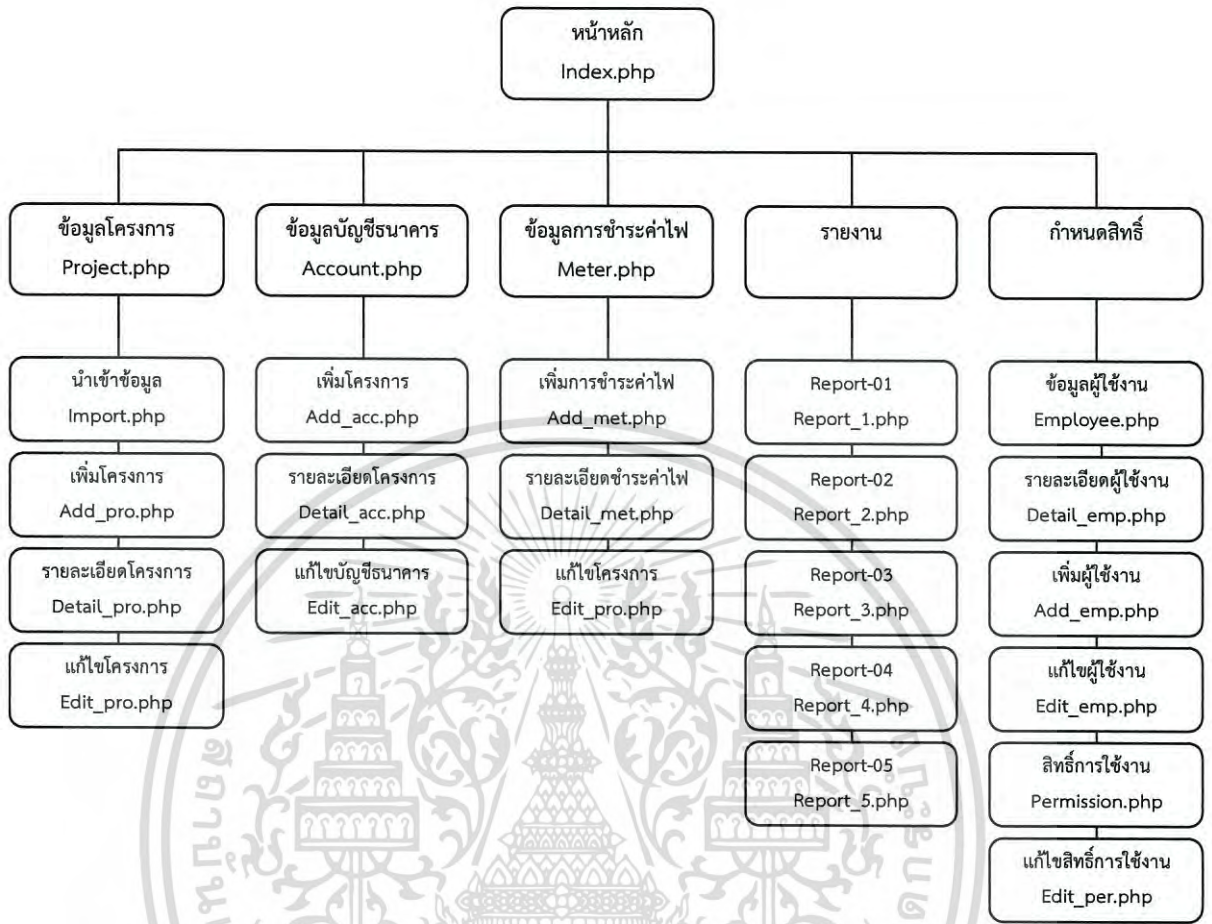 หน้าหลัก
Index.php
ข้อมูลโครงการ
Project.php
ข้อมูลบัญชีธนาคาร
Account.php
ข้อมูลการชำระค่าไฟ
Meter.php
รายงาน
กำหนดสิทธิ์
นำเข้าข้อมูล
Import.php
เพิ่มโครงการ
Add_pro.php
รายละเอียดโครงการ
Detail_pro.php
แก้ไขโครงการ
Edit_pro.php
เพิ่มโครงการ
Add_acc.php
รายละเอียดโครงการ
Detail_acc.php
แก้ไขบัญชีธนาคาร
Edit_acc.php
เพิ่มการชำระค่าไฟ
Add_met.php
รายละเอียดชำระค่าไฟ
Detail_met.php
แก้ไขโครงการ
Edit_pro.php
Report-01
Report_1.php
Report-02
Report_2.php
Report-03
Report_3.php
Report-04
Report_4.php
Report-05
Report_5.php
ข้อมูลผู้ใช้งาน
Employee.php
รายละเอียดผู้ใช้งาน
Detail_emp.php
เพิ่มผู้ใช้งาน
Add_emp.php
แก้ไขผู้ใช้งาน
Edit_emp.php
สิทธิ์การใช้งาน
Permission.php
แก้ไขสิทธิ์การใช้งาน
Edit_per.php